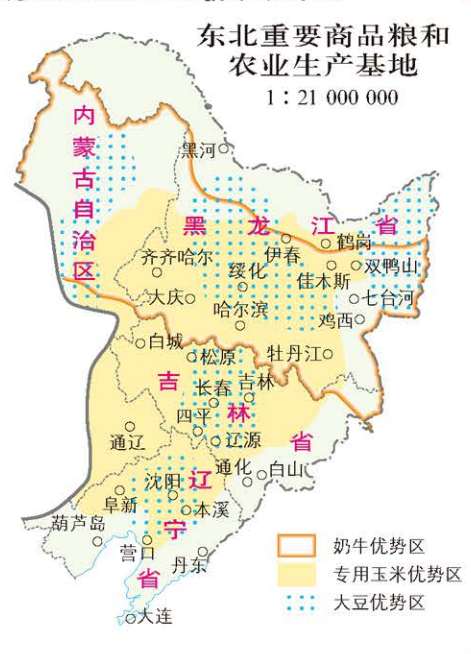 东北重要商品粮和
农业生产基地
1∶21 000 000
内蒙古自治区
黑河
黑龙江省
鹤岗
伊春
齐齐哈尔
绥化
佳木斯
双鸭山
大庆
哈尔滨
七台河
鸡西
白城
松原
牡丹江
吉林省
长春
吉林
四平
辽源
通辽
通化
白山
辽宁省
沈阳
阜新
本溪
葫芦岛
营口
丹东
大连
奶牛优势区
专用玉米优势区
大豆优势区